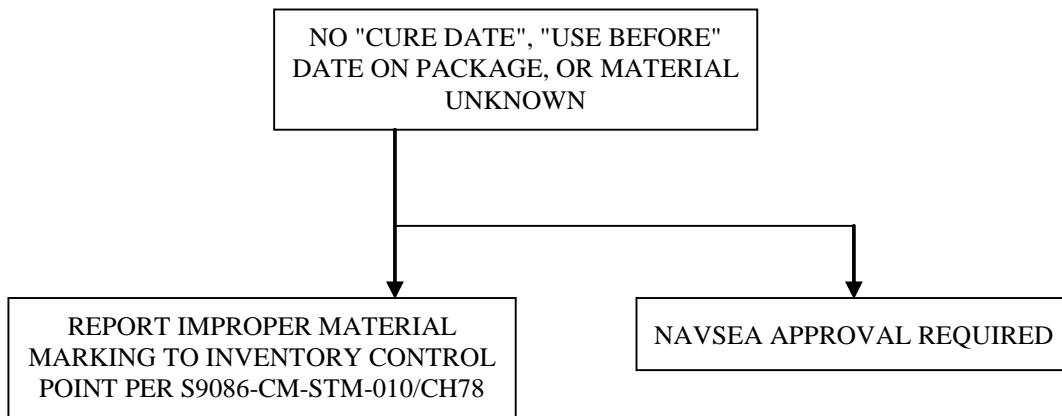 NO "CURE DATE", "USE BEFORE"
DATE ON PACKAGE, OR MATERIAL
UNKNOWN
REPORT IMPROPER MATERIAL
MARKING TO INVENTORY CONTROL
POINT PER S9086-CM-STM-010/CH78
NAVSEA APPROVAL REQUIRED